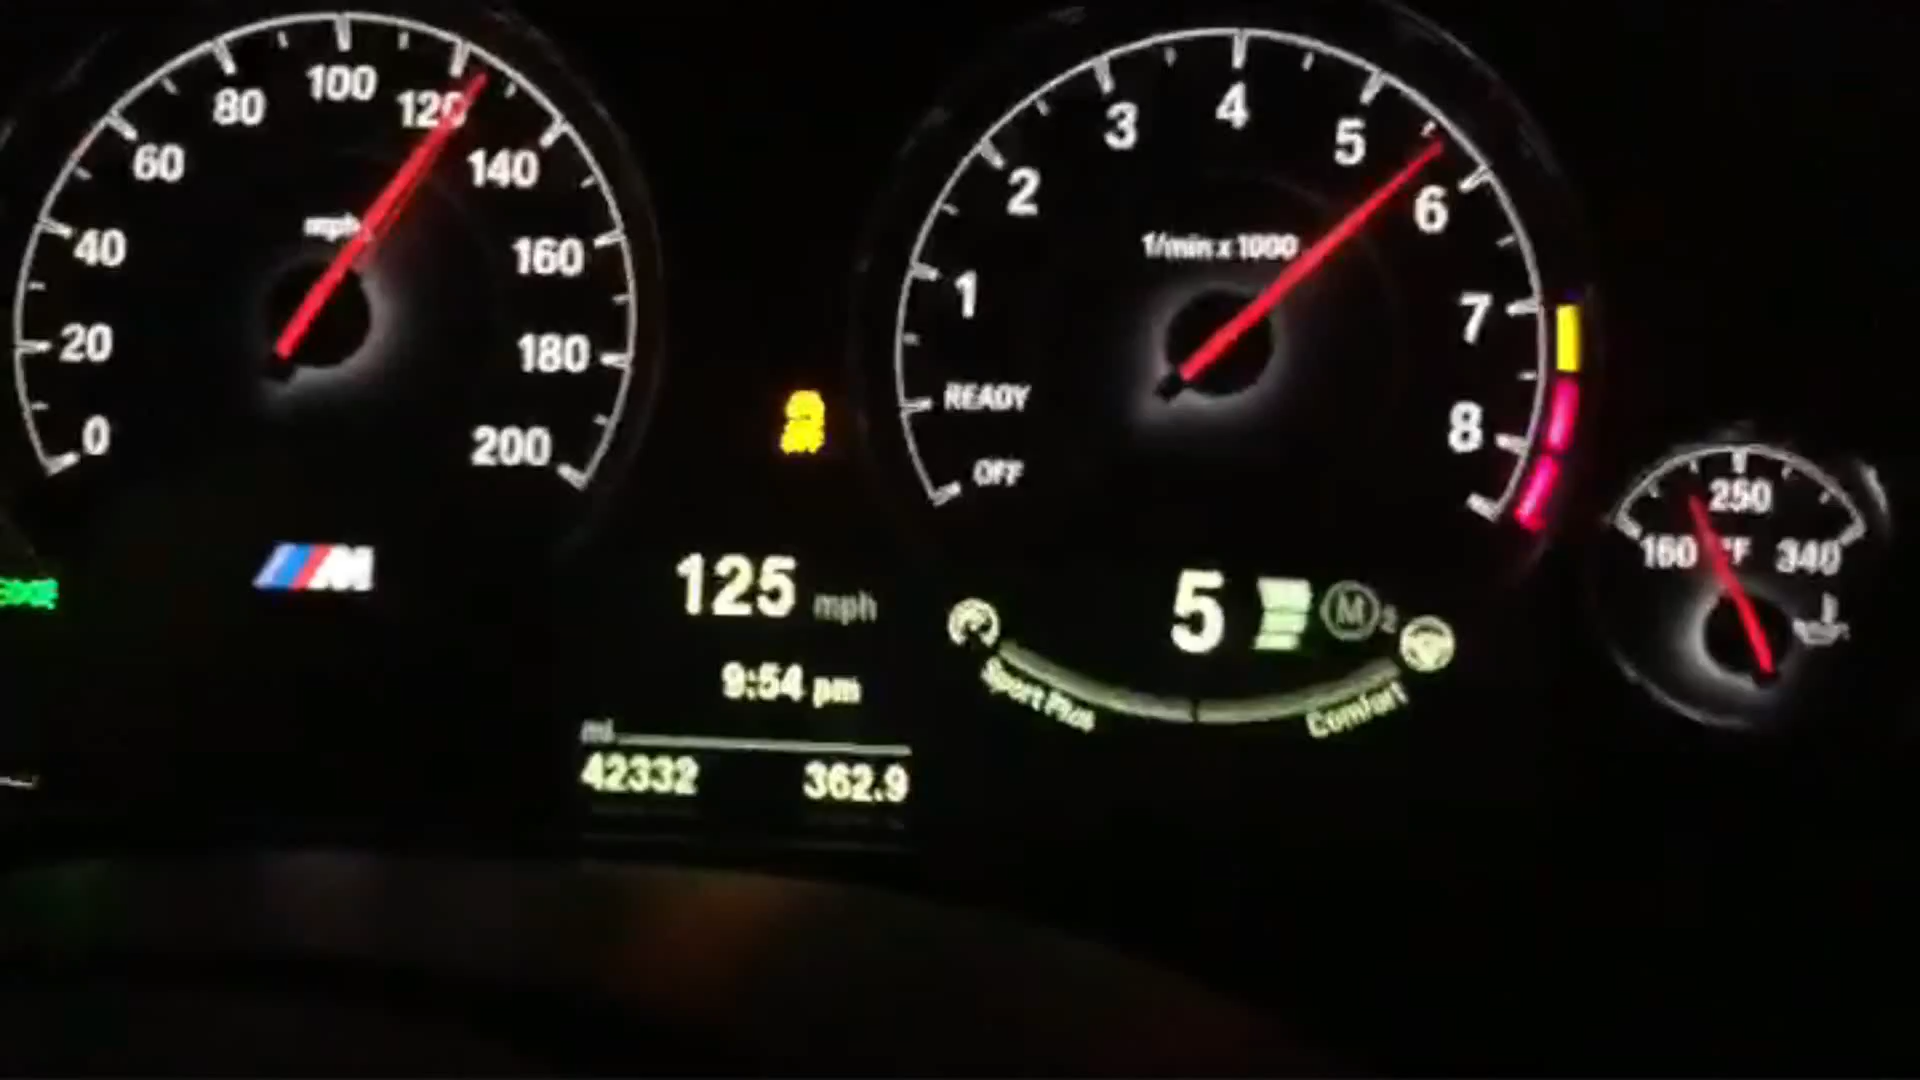 0
20
40
60
80
100
120
140
160
180
200
mph
OFF
READY
1
2
3
4
5
6
7
8
1/min x 1000
160
250
340
°F
M
125 mph
9:54 pm
mi
42332 362.9
5 M 2
Sport Plus
Comfort